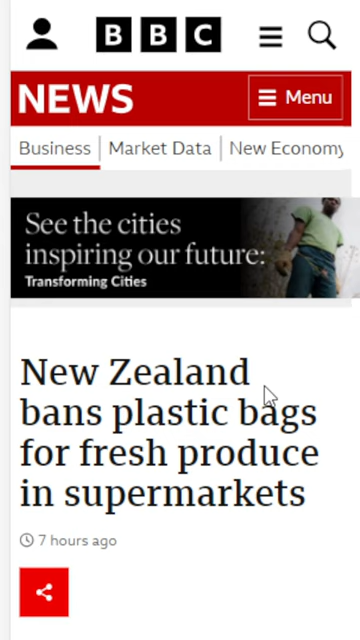 BBC
NEWS
Menu
Business Market Data New Economy
See the cities
inspiring our future:
Transforming Cities
New Zealand
bans plastic bags
for fresh produce
in supermarkets
7 hours ago